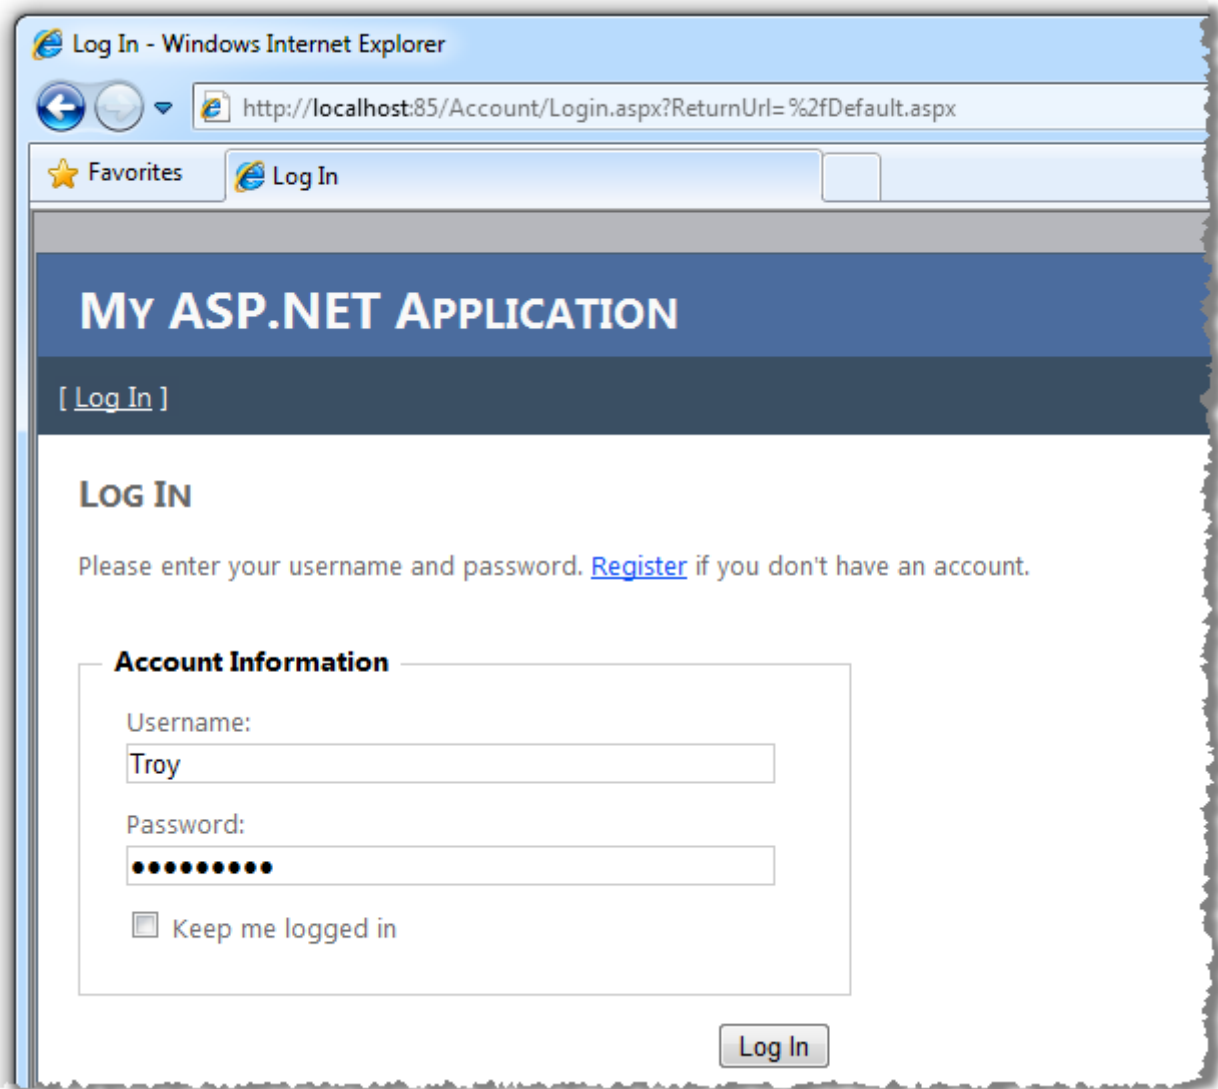 Log In - Windows Internet Explorer
http://localhost:85/Account/Login.aspx?ReturnUrl=%2fDefault.aspx
Favorites
Log In
MY ASP.NET APPLICATION
[ Log In ]
LOG IN
Please enter your username and password. Register if you don't have an account.
Account Information
Username:
Troy
Password:
●●●●●●●●●
Keep me logged in
Log In